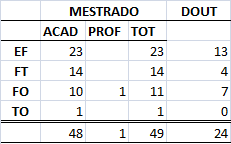 MESTRADO DOUT
ACAD PROF TOT
EF 23 23 13
FT 14 14 4
FO 10 1 11 7
TO 1 1 0
48 1 49 24